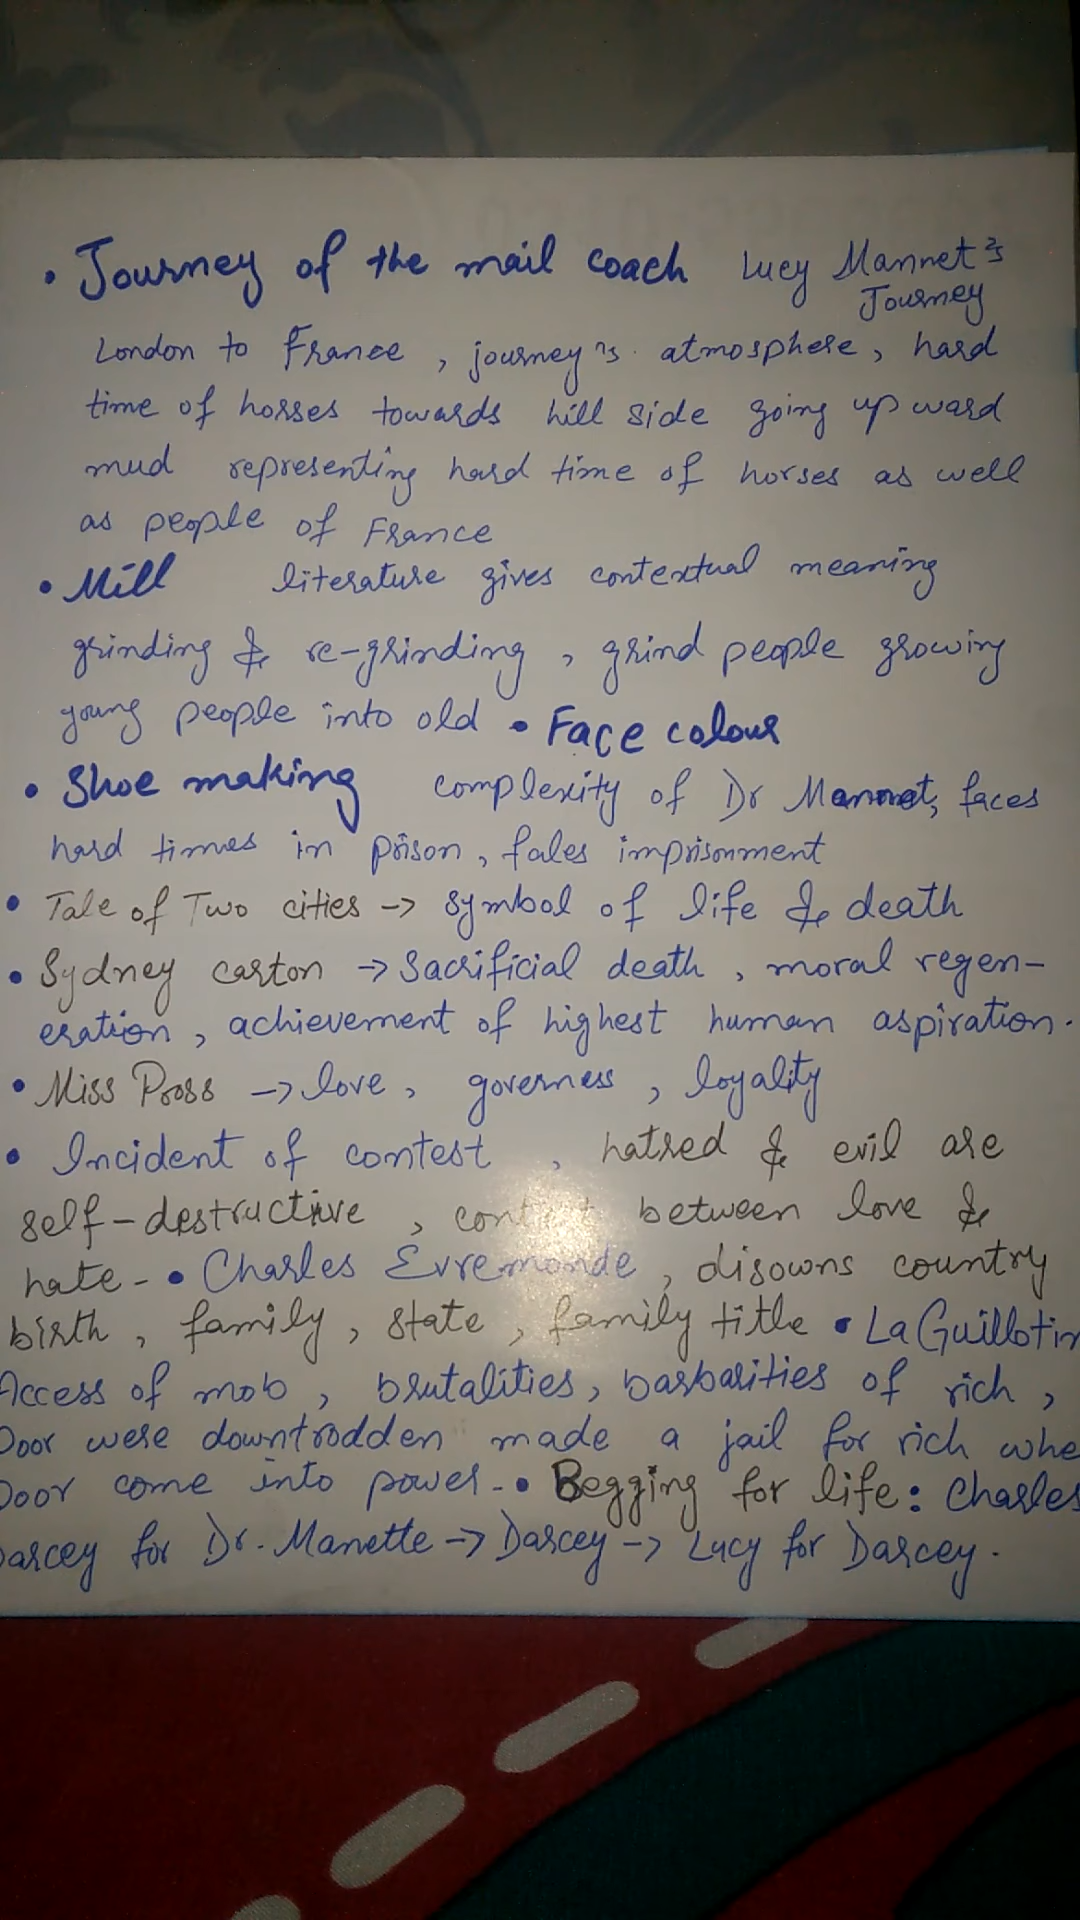 • Journey of the mail coach Lucy Mannet's
Journey
London to France, journey's atmosphere, hard
time of horses towards hill side going upward
mud representing hard time of horses as well
as people of France
• Mill literature gives contextual meaning
grinding & re-grinding, grind people growing
young people into old • Face colour
• Shoe making complexity of Dr Mannet, faces
hard times in prison, fales imprisonment
• Tale of Two cities -> symbol of life & death
• Sydney carton -> Sacrificial death, moral regen-
eration, achievement of highest human aspiration.
• Miss Pross -> love, governess, loyality
• Incident of contest, hatred & evil are
self-destructive, between love &
hate-• Charles Evremonde, disowns country
birth, family, state, family title • La Guillotin
Access of mob, brutalities, barbarities of rich,
Poor were downtrodden made a jail for rich whe
Poor come into power-• Begging for life: Charles
Darcey for Dr. Manette -> Darcey -> Lucy for Darcey.